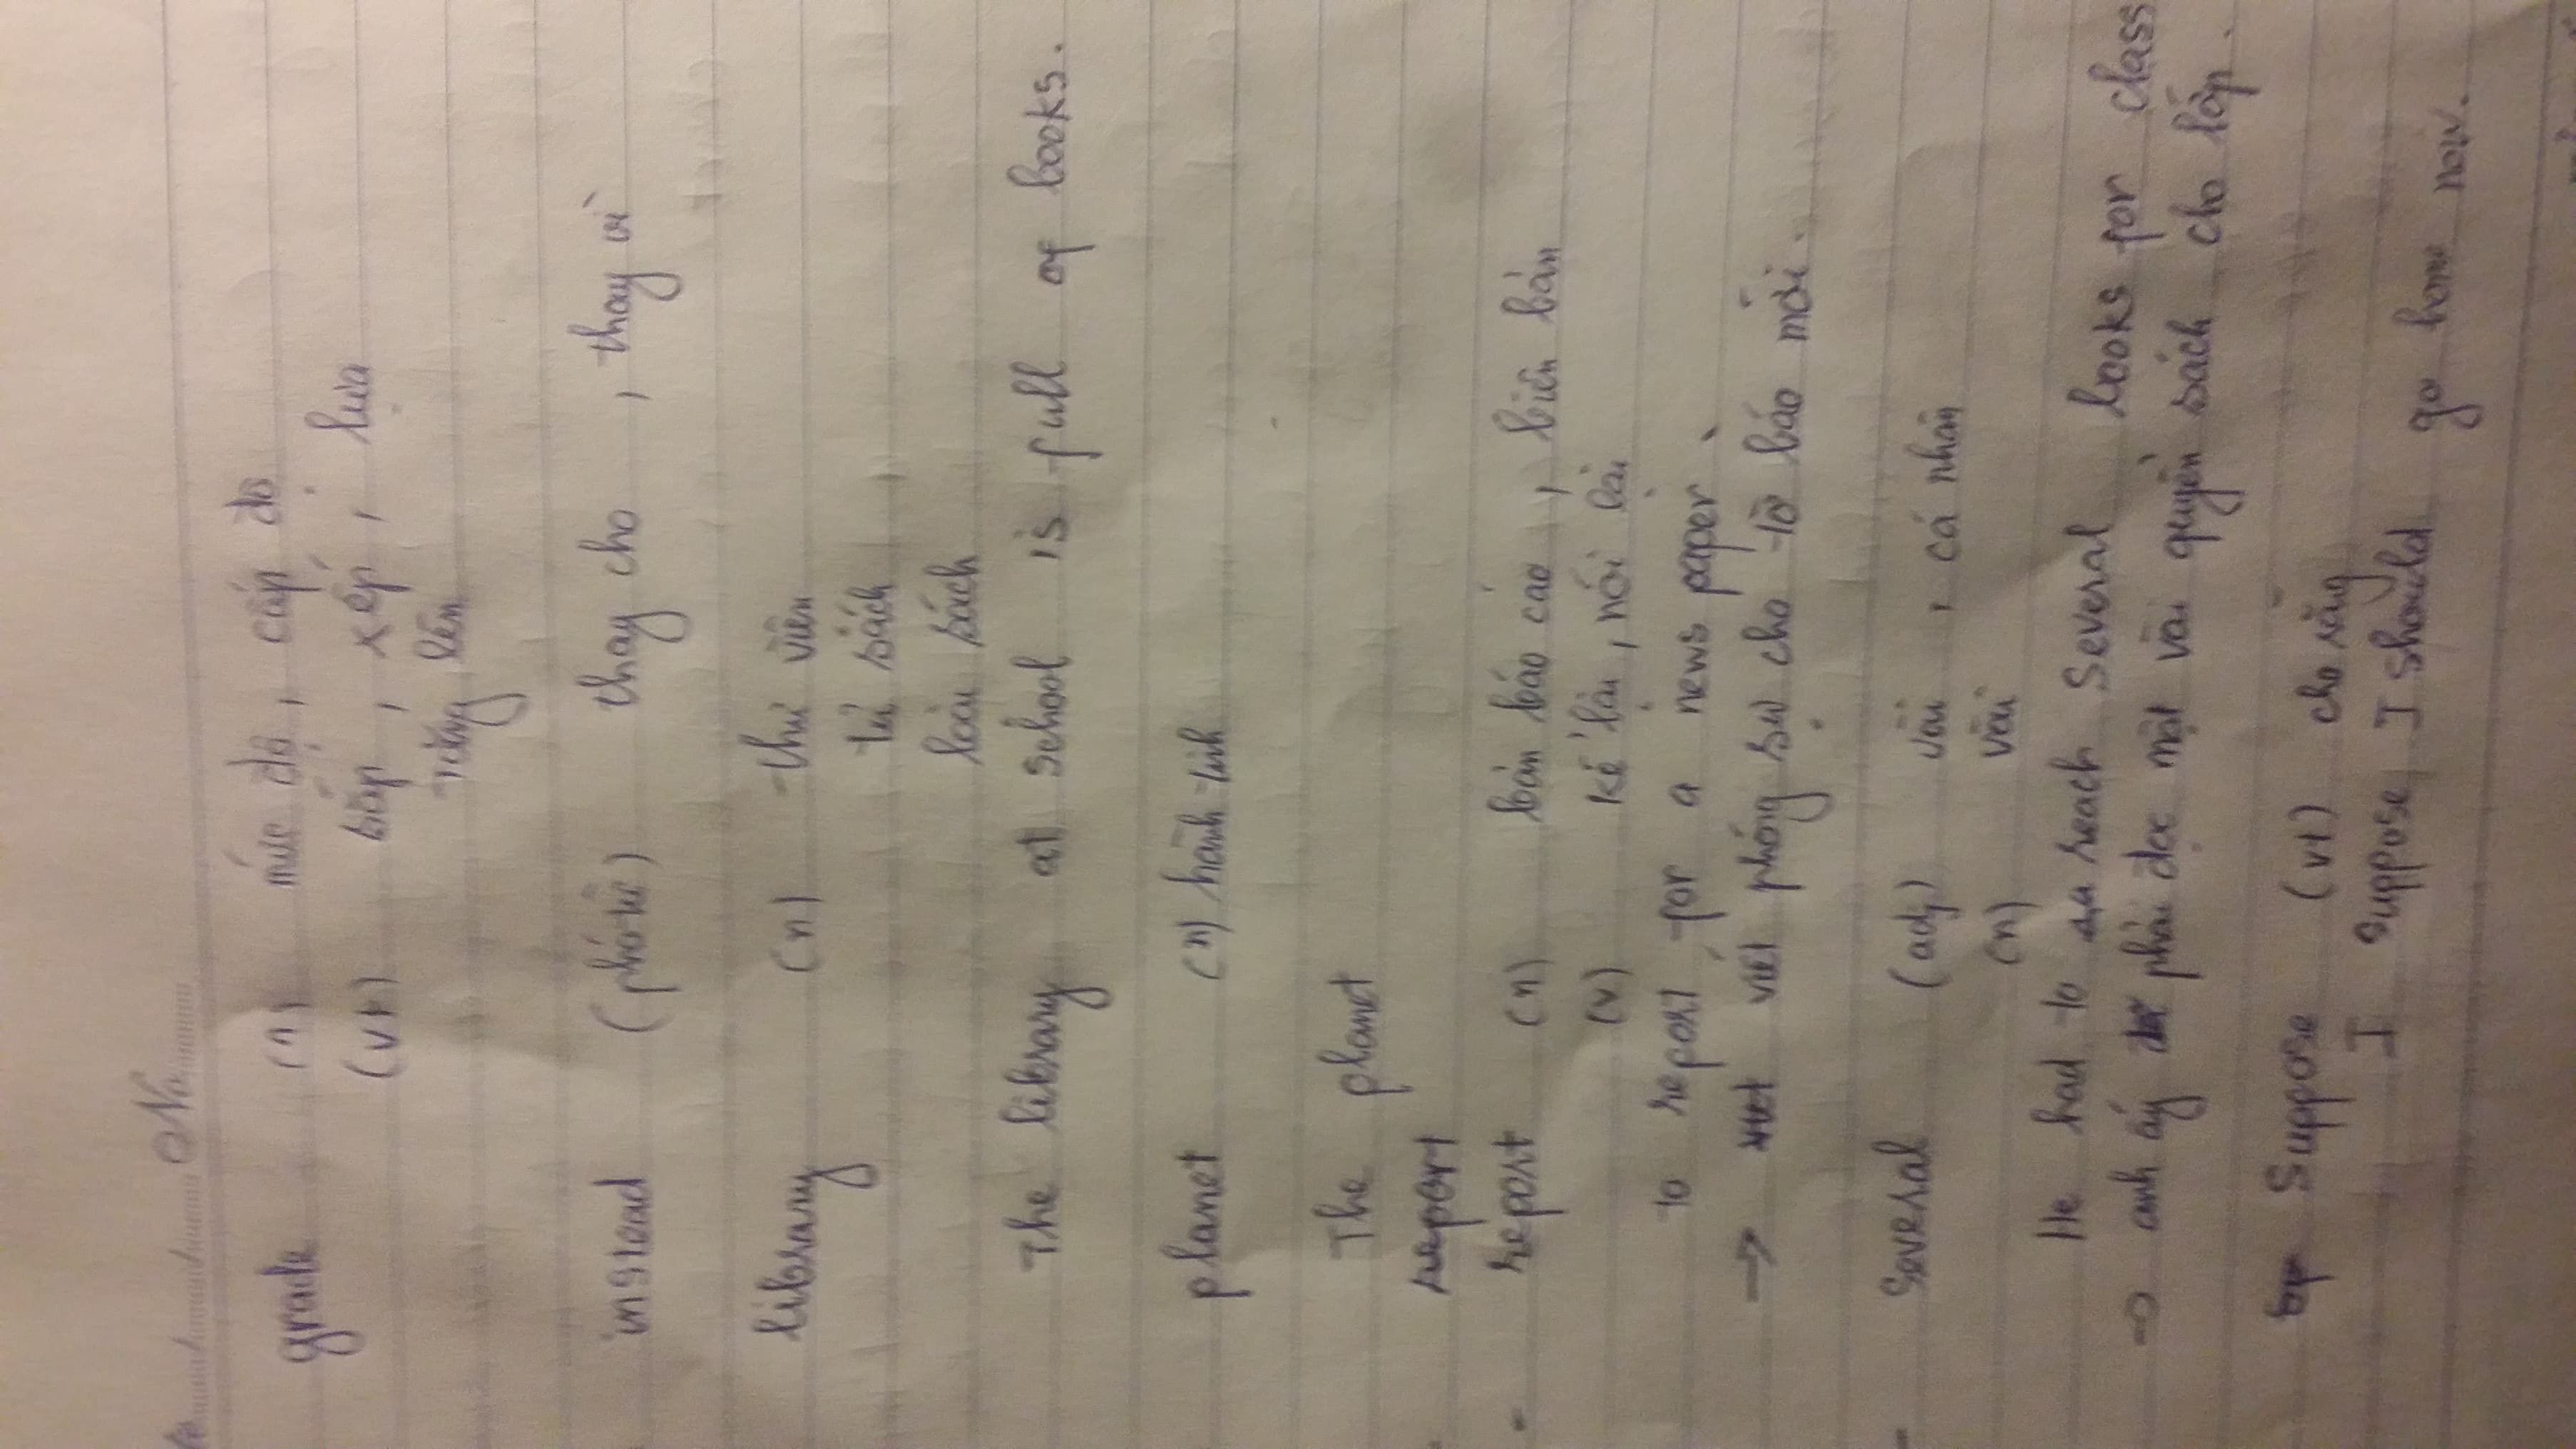 No.
grade (n) mức độ, cấp độ
(vt) sắp, xếp, lựa
tăng lên
instead (phó từ) thay cho, thay vì
library (n) thư viện
tủ sách
loại sách
The library at school is full of books.
planet (n) hành tinh
The planet
report
report (n) bản báo cáo, biên bản
(v) kể lại, nói lại
to report for a news paper
→ viết phóng sự cho tờ báo mới.
several (adj) vài, cá nhân
(n) vài
He had to reach several books for class
→ anh ấy phải đọc một vài quyển sách cho lớp.
Suppose (vt) cho rằng
I suppose I should go home now.